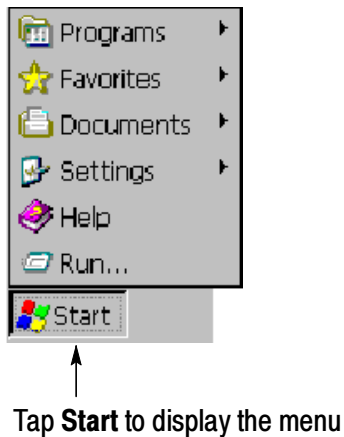 Programs
Favorites
Documents
Settings
Help
Run...
Start
Tap Start to display the menu